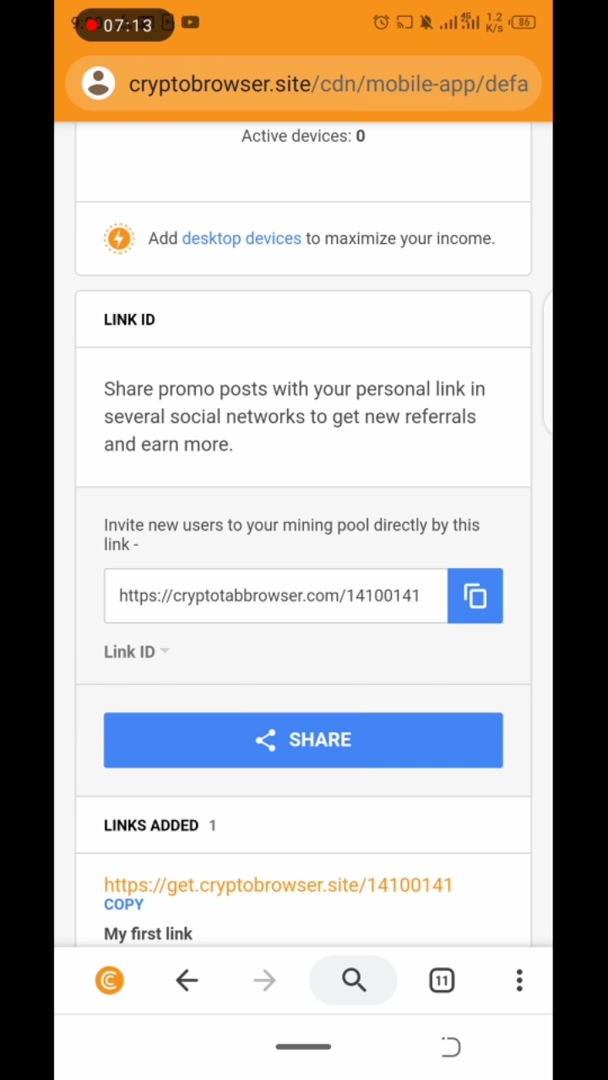 07:13
1.2
K/s
86
cryptobrowser.site/cdn/mobile-app/defa
Active devices: 0
Add desktop devices to maximize your income.
LINK ID
Share promo posts with your personal link in
several social networks to get new referrals
and earn more.
Invite new users to your mining pool directly by this
link -
https://cryptotabbrowser.com/14100141
Link ID
SHARE
LINKS ADDED 1
https://get.cryptobrowser.site/14100141
COPY
My first link
11